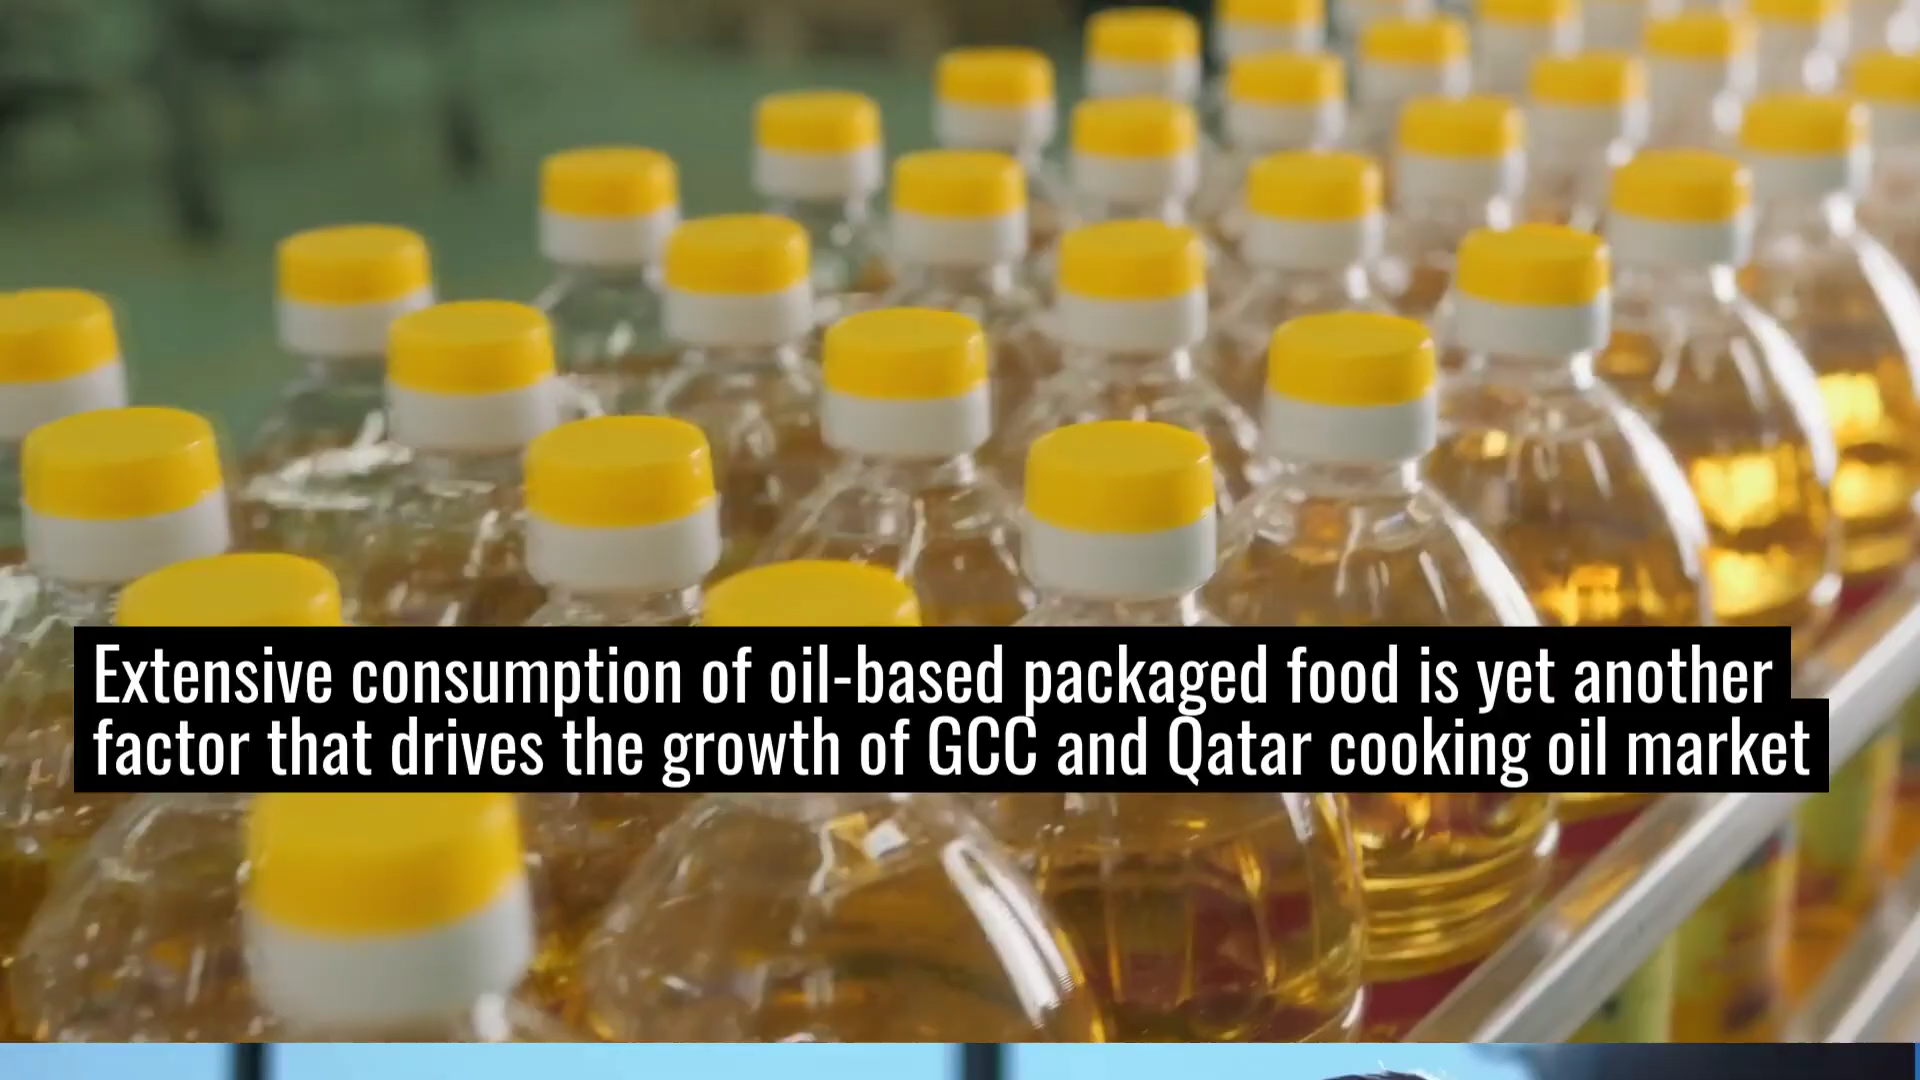 Extensive consumption of oil-based packaged food is yet another
factor that drives the growth of GCC and Qatar cooking oil market